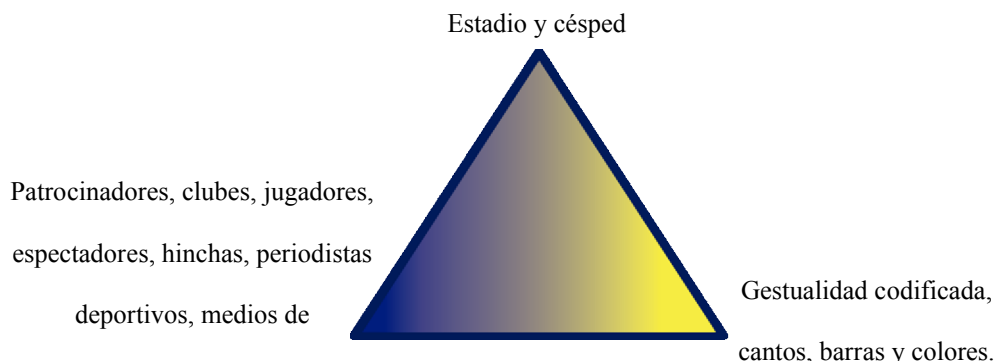 Estadio y césped
Patrocinadores, clubes, jugadores,
espectadores, hinchas, periodistas
deportivos, medios de
Gestualidad codificada,
cantos, barras y colores.